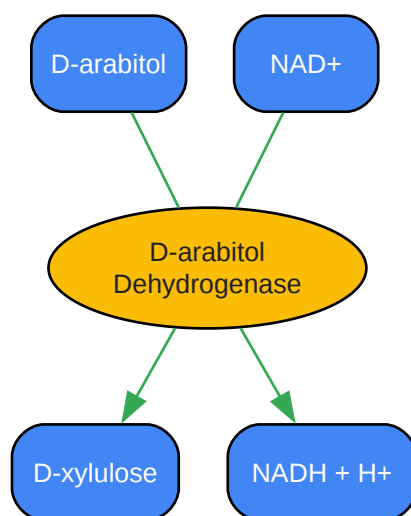 D-arabitol
NAD+
D-arabitol
Dehydrogenase
D-xylulose
NADH + H+